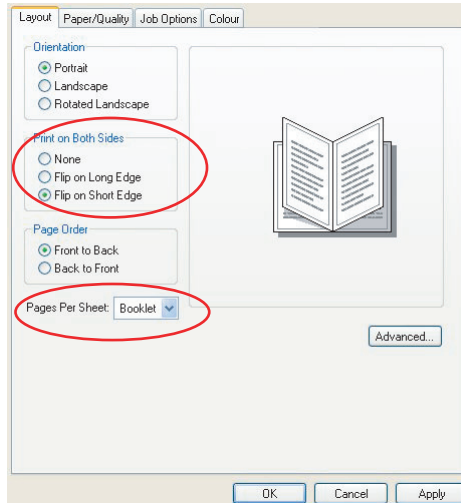 Layout Paper/Quality Job Options Colour
Orientation
Portrait
Landscape
Rotated Landscape
Print on Both Sides
None
Flip on Long Edge
Flip on Short Edge
Page Order
Front to Back
Back to Front
Pages Per Sheet: Booklet
Advanced...
OK Cancel Apply